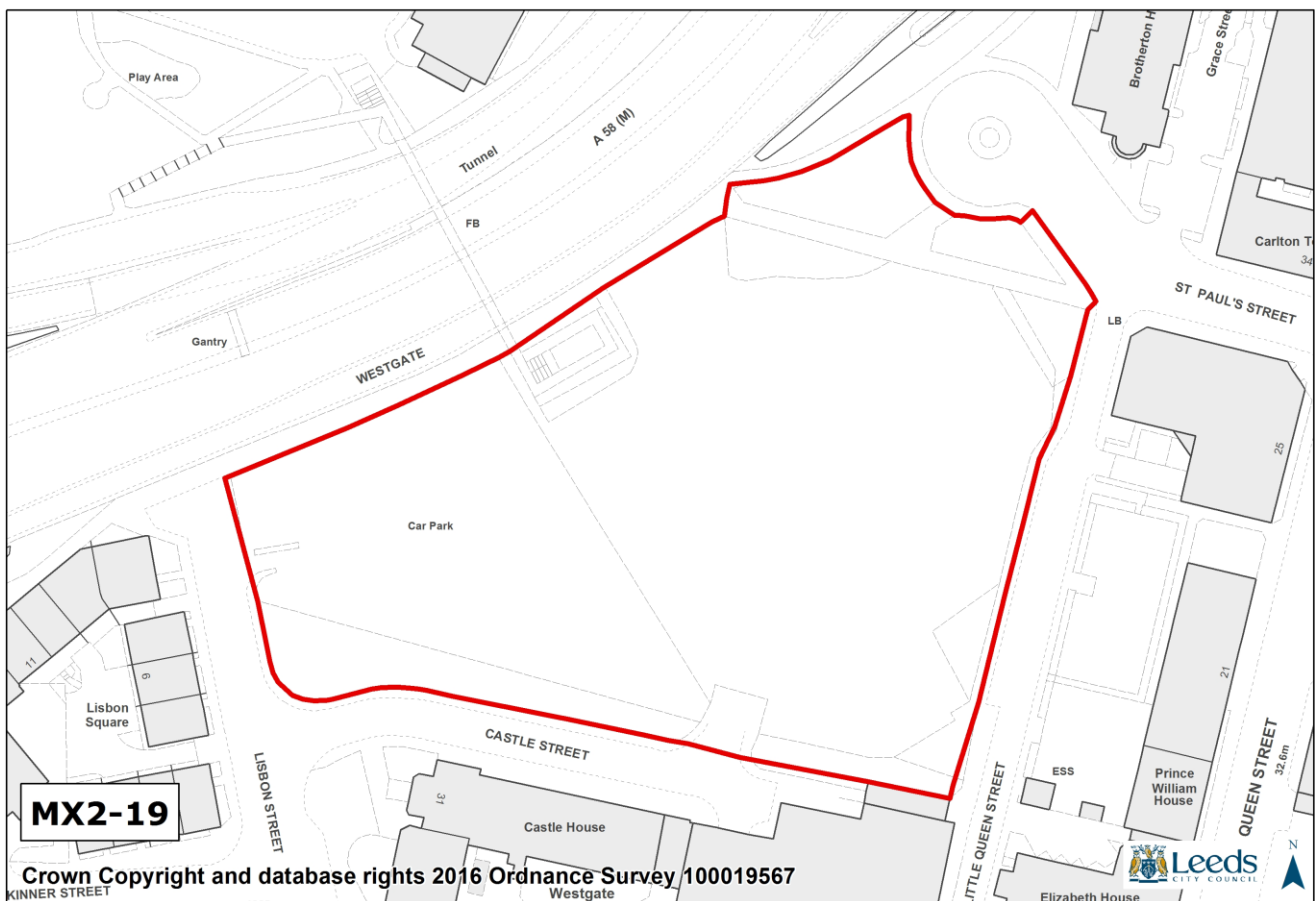 Play Area
Tunnel
A 58 (M)
FB
Gantry
WESTGATE
Brotherton H
Grace Stree
Carlton T
34
ST PAUL'S STREET
LB
25
Car Park
11
6
Lisbon
Square
LISBON STREET
CASTLE STREET
31
Castle House
Westgate
LITTLE QUEEN STREET
ESS
21
Prince
William
House
QUEEN STREET
32.6m
Elizabeth House
MX2-19
KINNER STREET
Crown Copyright and database rights 2016 Ordnance Survey 100019567
Leeds
CITY COUNCIL
N